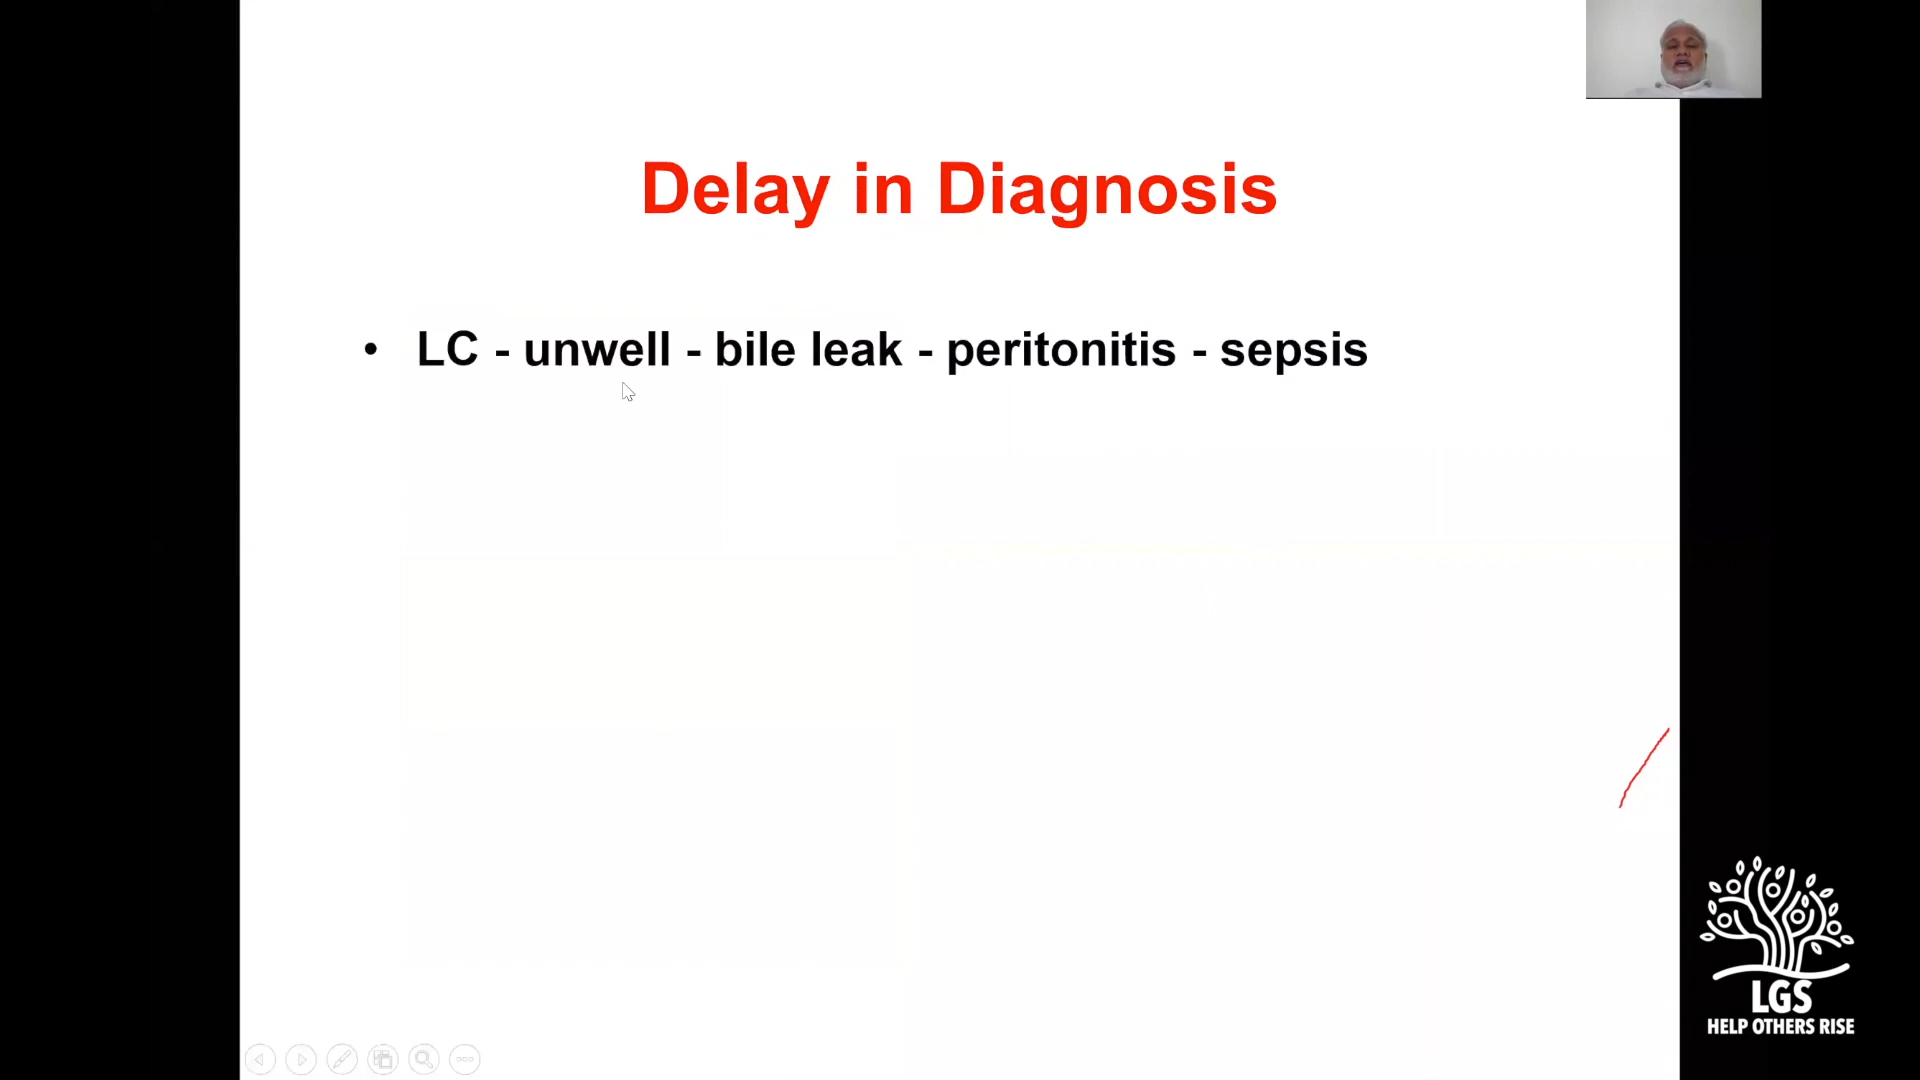 Delay in Diagnosis
• LC - unwell - bile leak - peritonitis - sepsis
LGS
HELP OTHERS RISE